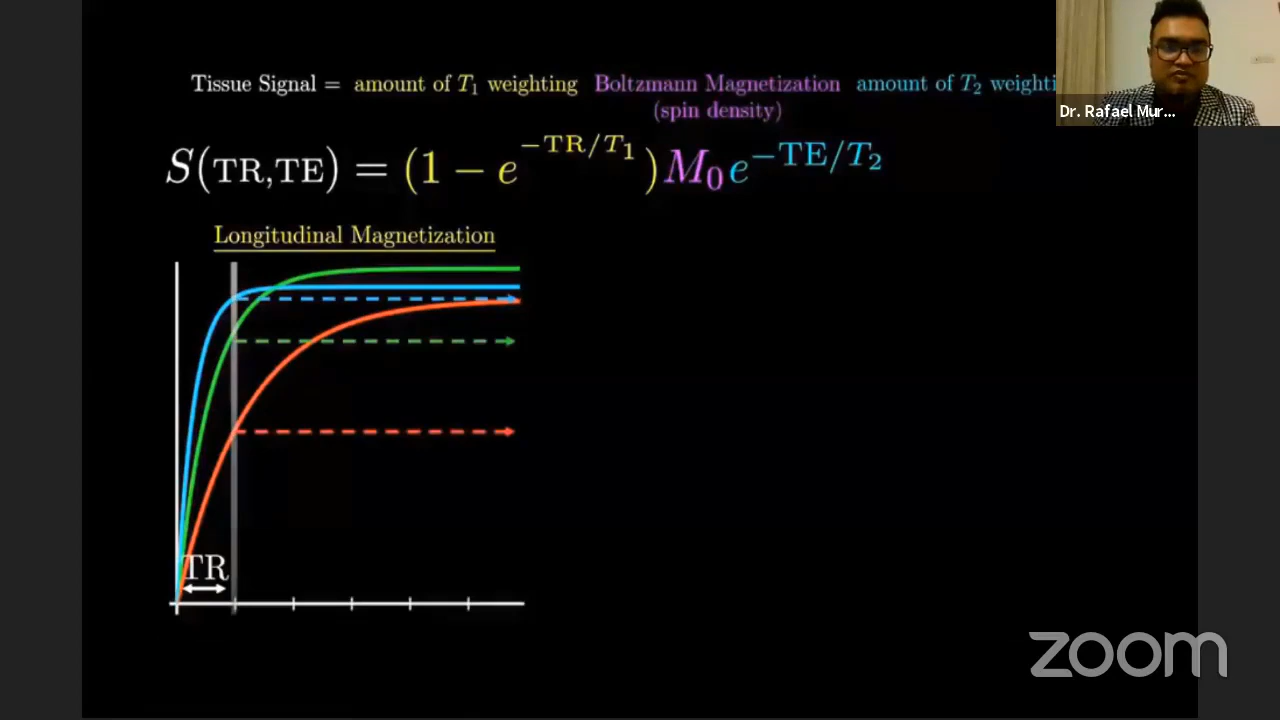 Tissue Signal = amount of T₁ weighting Boltzmann Magnetization amount of T₂ weighti
(spin density)
S(TR,TE) = (1 − e^−TR/T₁)M₀e^−TE/T₂
Longitudinal Magnetization
TR
Dr. Rafael Mur...
zoom